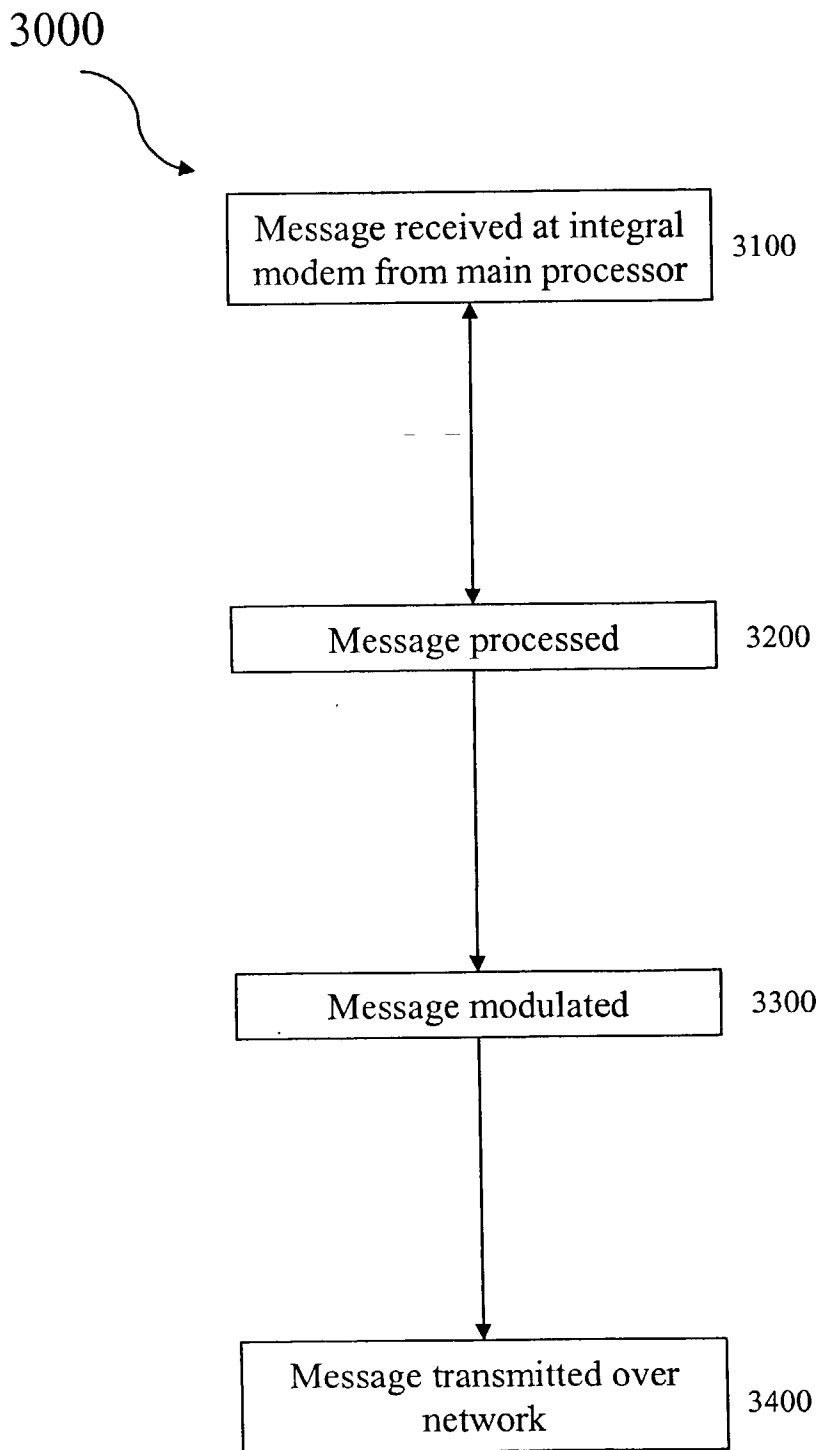 3000
Message received at integral
modem from main processor
3100
Message processed
3200
Message modulated
3300
Message transmitted over
network
3400